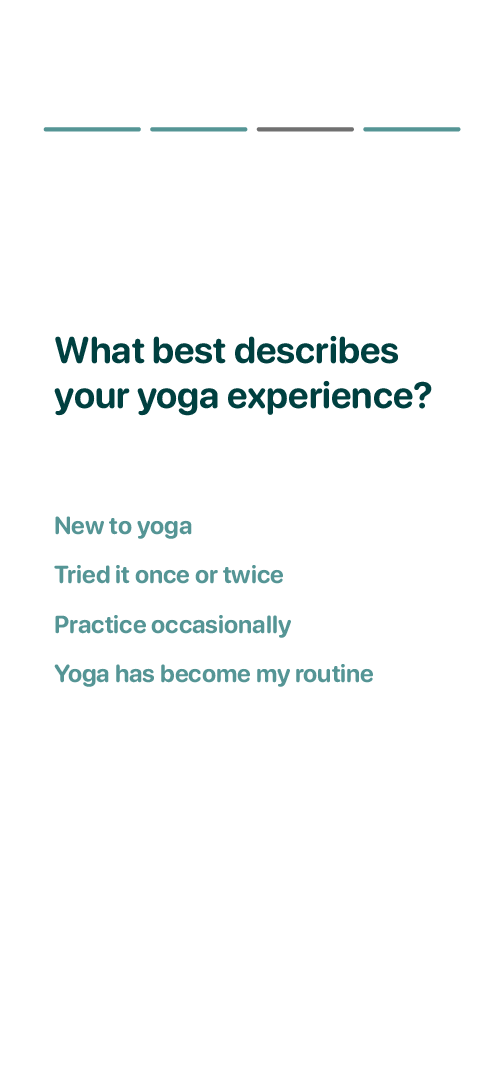 What best describes
your yoga experience?
New to yoga
Tried it once or twice
Practice occasionally
Yoga has become my routine